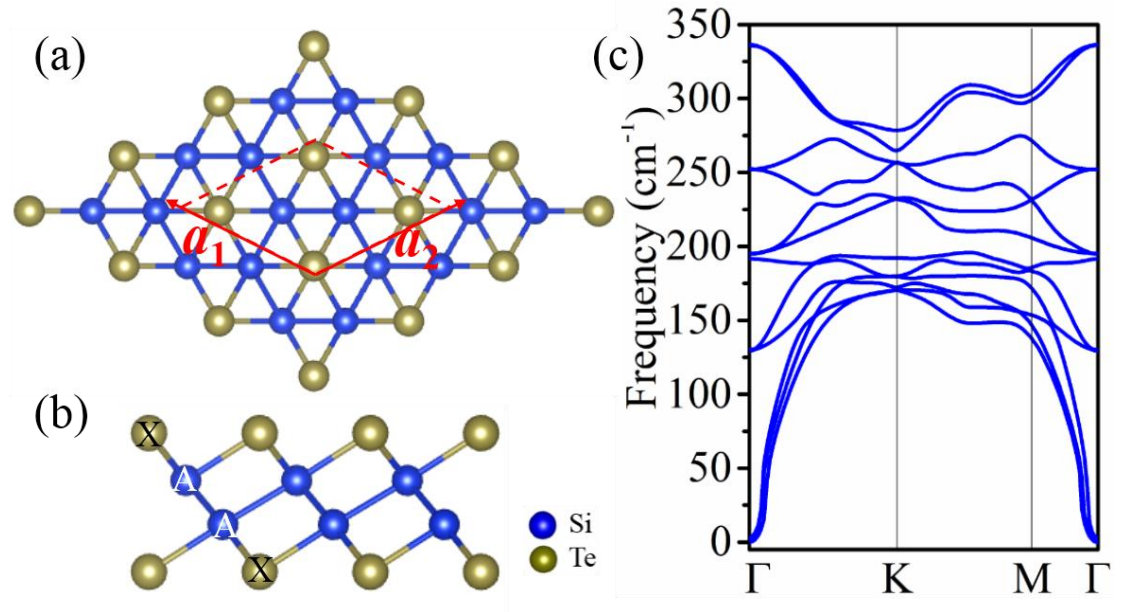 (a)
a1
a2
(b)
X
A
A
X
Si
Te
(c)
Frequency (cm-1)
350
300
250
200
150
100
50
0
Γ
K
M
Γ